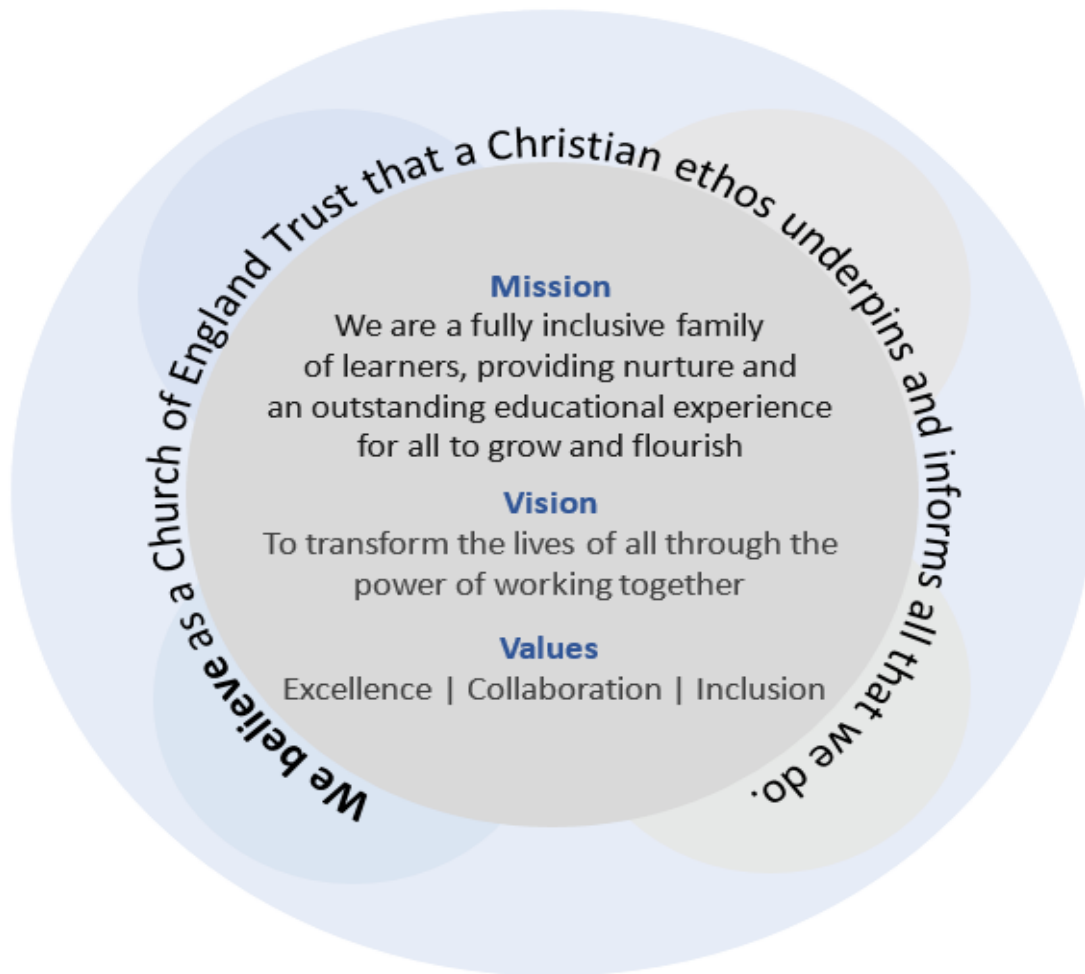 We believe as a Church of England Trust that a Christian ethos underpins and informs all that we do.
Mission
We are a fully inclusive family
of learners, providing nurture and
an outstanding educational experience
for all to grow and flourish
Vision
To transform the lives of all through the
power of working together
Values
Excellence | Collaboration | Inclusion